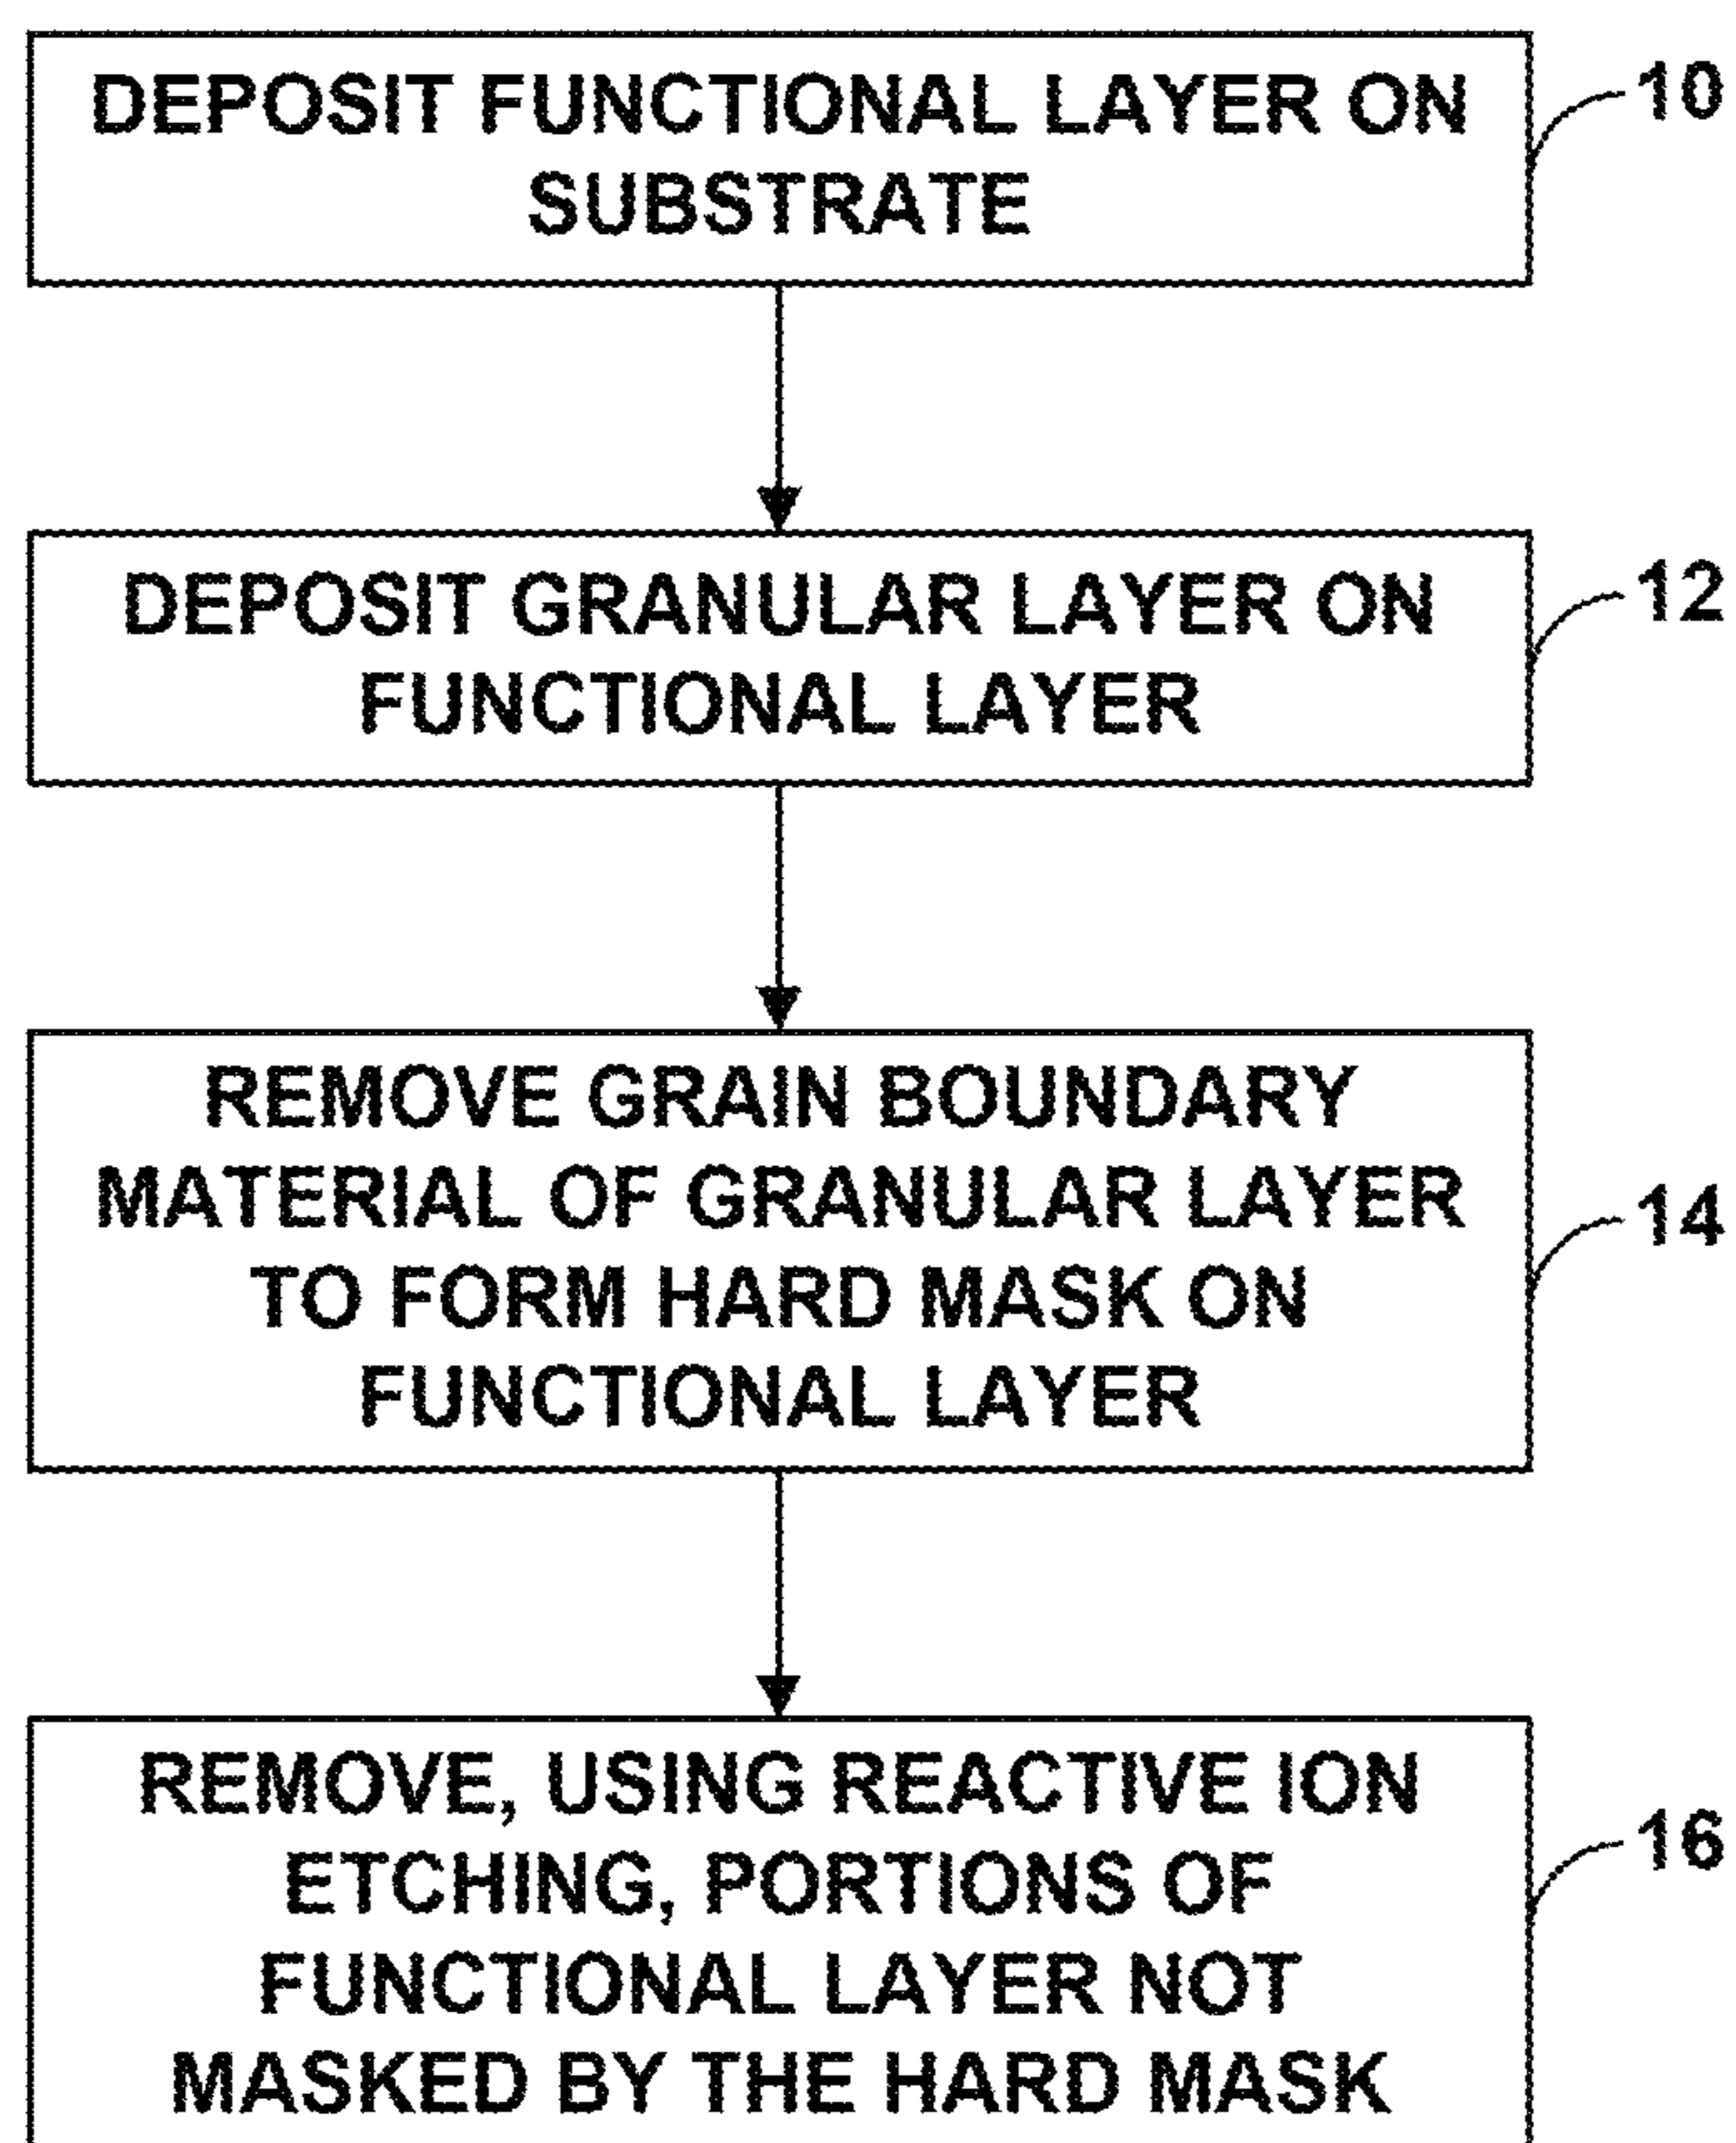 DEPOSIT FUNCTIONAL LAYER ON
SUBSTRATE
10
DEPOSIT GRANULAR LAYER ON
FUNCTIONAL LAYER
12
REMOVE GRAIN BOUNDARY
MATERIAL OF GRANULAR LAYER
TO FORM HARD MASK ON
FUNCTIONAL LAYER
14
REMOVE, USING REACTIVE ION
ETCHING, PORTIONS OF
FUNCTIONAL LAYER NOT
MASKED BY THE HARD MASK
16